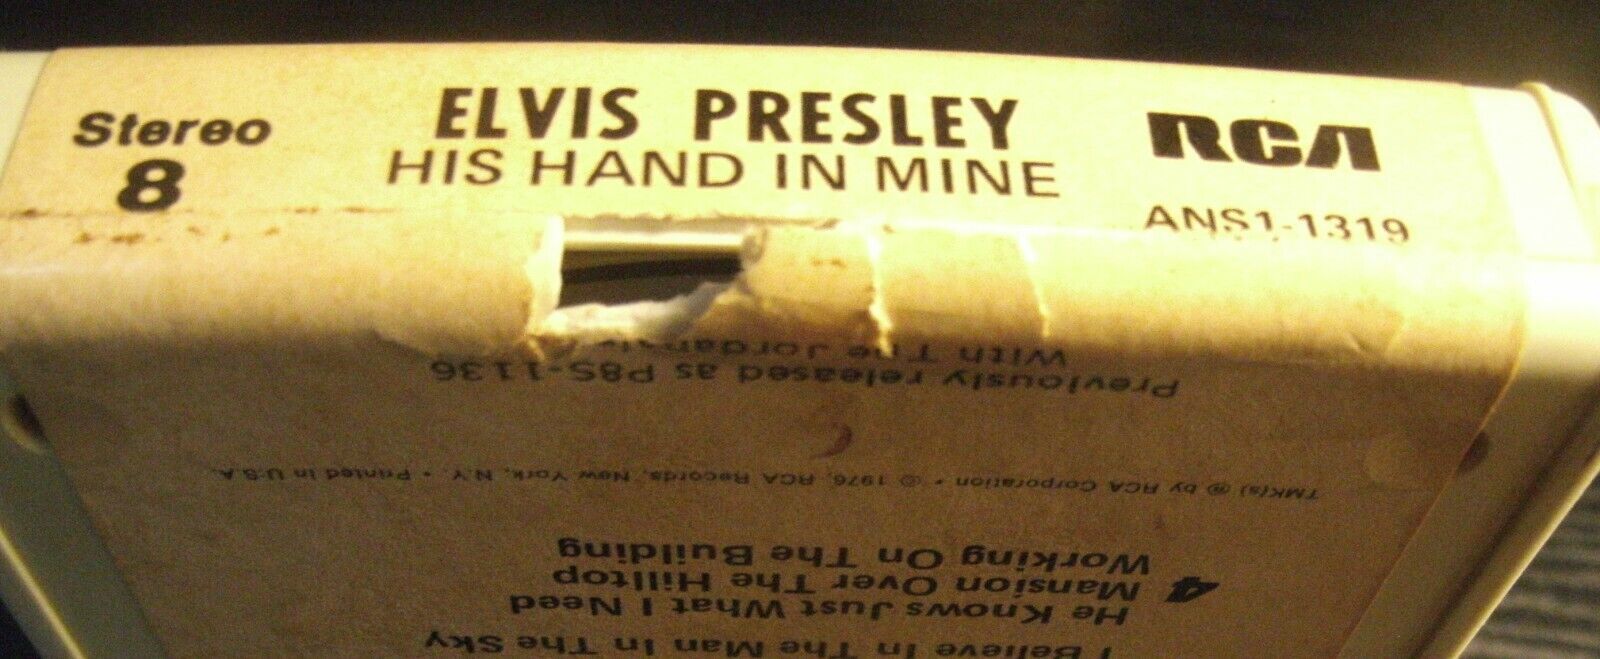 Stereo
8
ELVIS PRESLEY
HIS HAND IN MINE
RCA
ANS1-1319
I Believe In The Man In The Sky
He Knows Just What I Need
4 Mansion Over The Hilltop
Working On The Building
TMK(s) ® by RCA Corporation • © 1976, RCA Records, New York, N.Y. • Printed in U.S.A.
Previously released as P8S-1136
With The Jordanaires